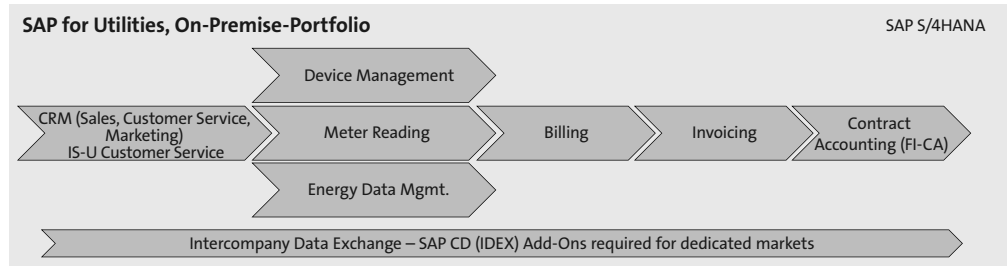 SAP for Utilities, On-Premise-Portfolio
SAP S/4HANA
Device Management
CRM (Sales, Customer Service,
Marketing)
IS-U Customer Service
Meter Reading
Billing
Invoicing
Contract
Accounting (FI-CA)
Energy Data Mgmt.
Intercompany Data Exchange – SAP CD (IDEX) Add-Ons required for dedicated markets